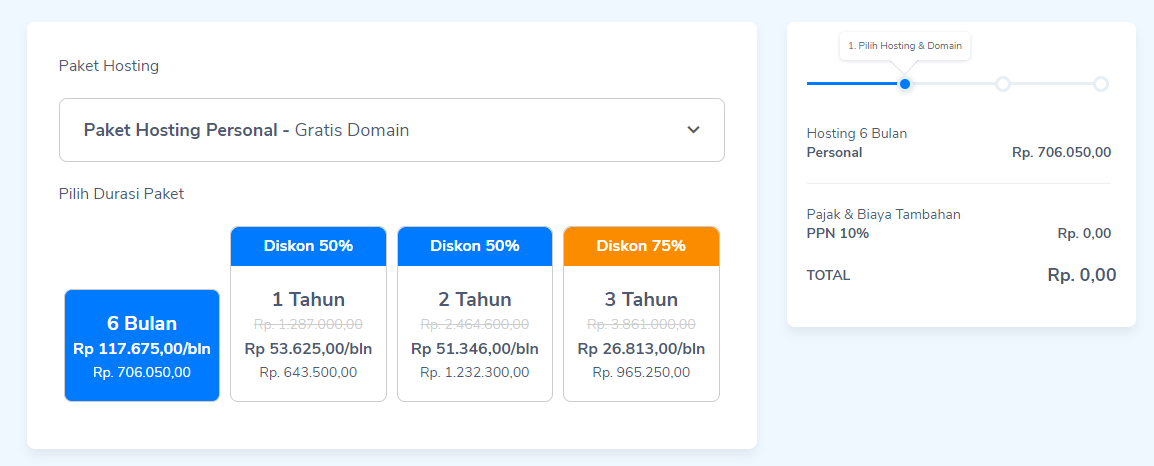 Paket Hosting
Paket Hosting Personal - Gratis Domain
Pilih Durasi Paket
6 Bulan
Rp 117.675,00/bln
Rp. 706.050,00
Diskon 50%
1 Tahun
Rp. 1.287.000,00
Rp 53.625,00/bln
Rp. 643.500,00
Diskon 50%
2 Tahun
Rp. 2.464.600,00
Rp 51.346,00/bln
Rp. 1.232.300,00
Diskon 75%
3 Tahun
Rp. 3.861.000,00
Rp 26.813,00/bln
Rp. 965.250,00
1. Pilih Hosting & Domain
Hosting 6 Bulan
Personal Rp. 706.050,00
Pajak & Biaya Tambahan
PPN 10% Rp. 0,00
TOTAL Rp. 0,00